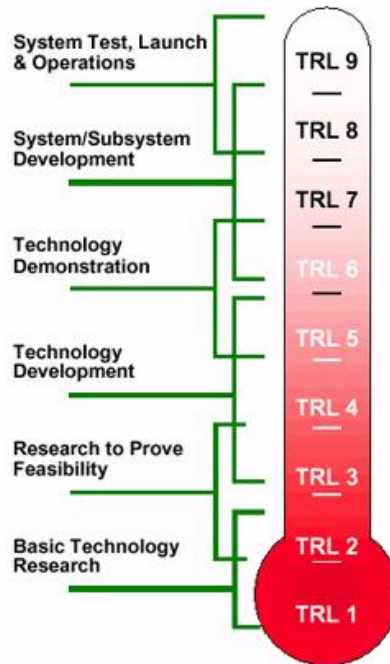 System Test, Launch
& Operations
System/Subsystem
Development
Technology
Demonstration
Technology
Development
Research to Prove
Feasibility
Basic Technology
Research
TRL 9
TRL 8
TRL 7
TRL 6
TRL 5
TRL 4
TRL 3
TRL 2
TRL 1